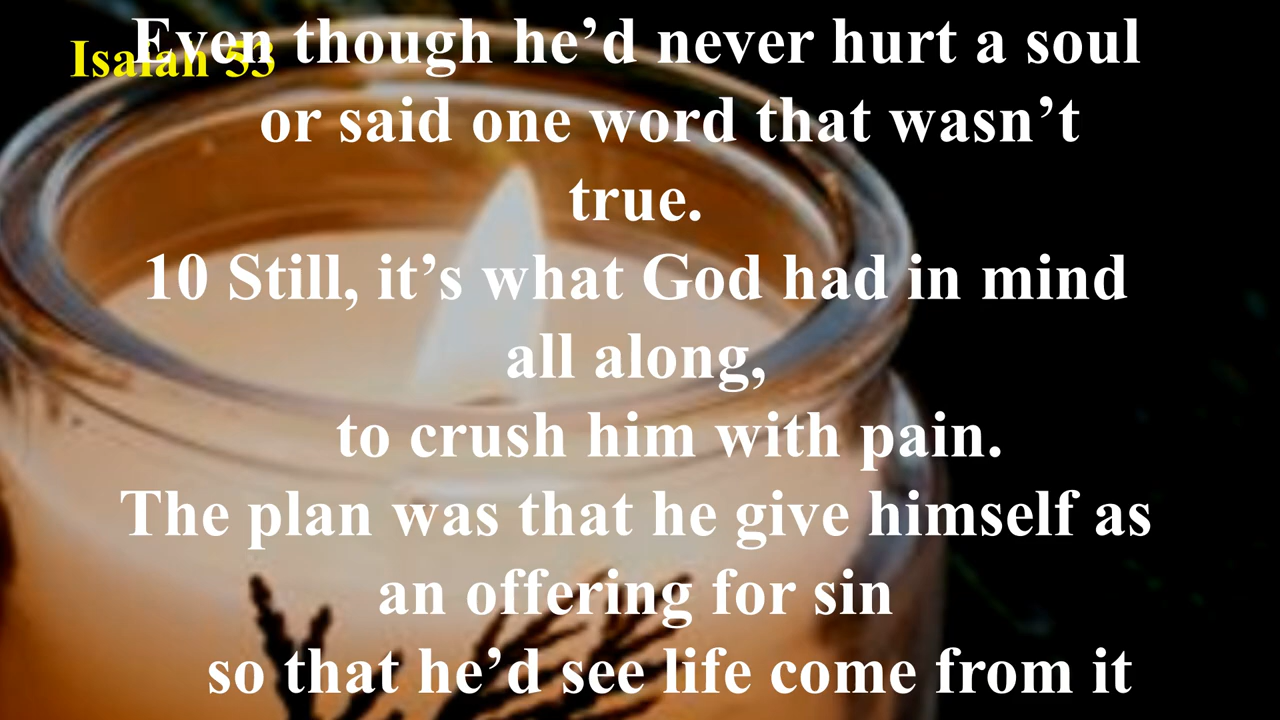 Isaiah 53
Even though he’d never hurt a soul
or said one word that wasn’t
true.
10 Still, it’s what God had in mind
all along,
to crush him with pain.
The plan was that he give himself as
an offering for sin
so that he’d see life come from it